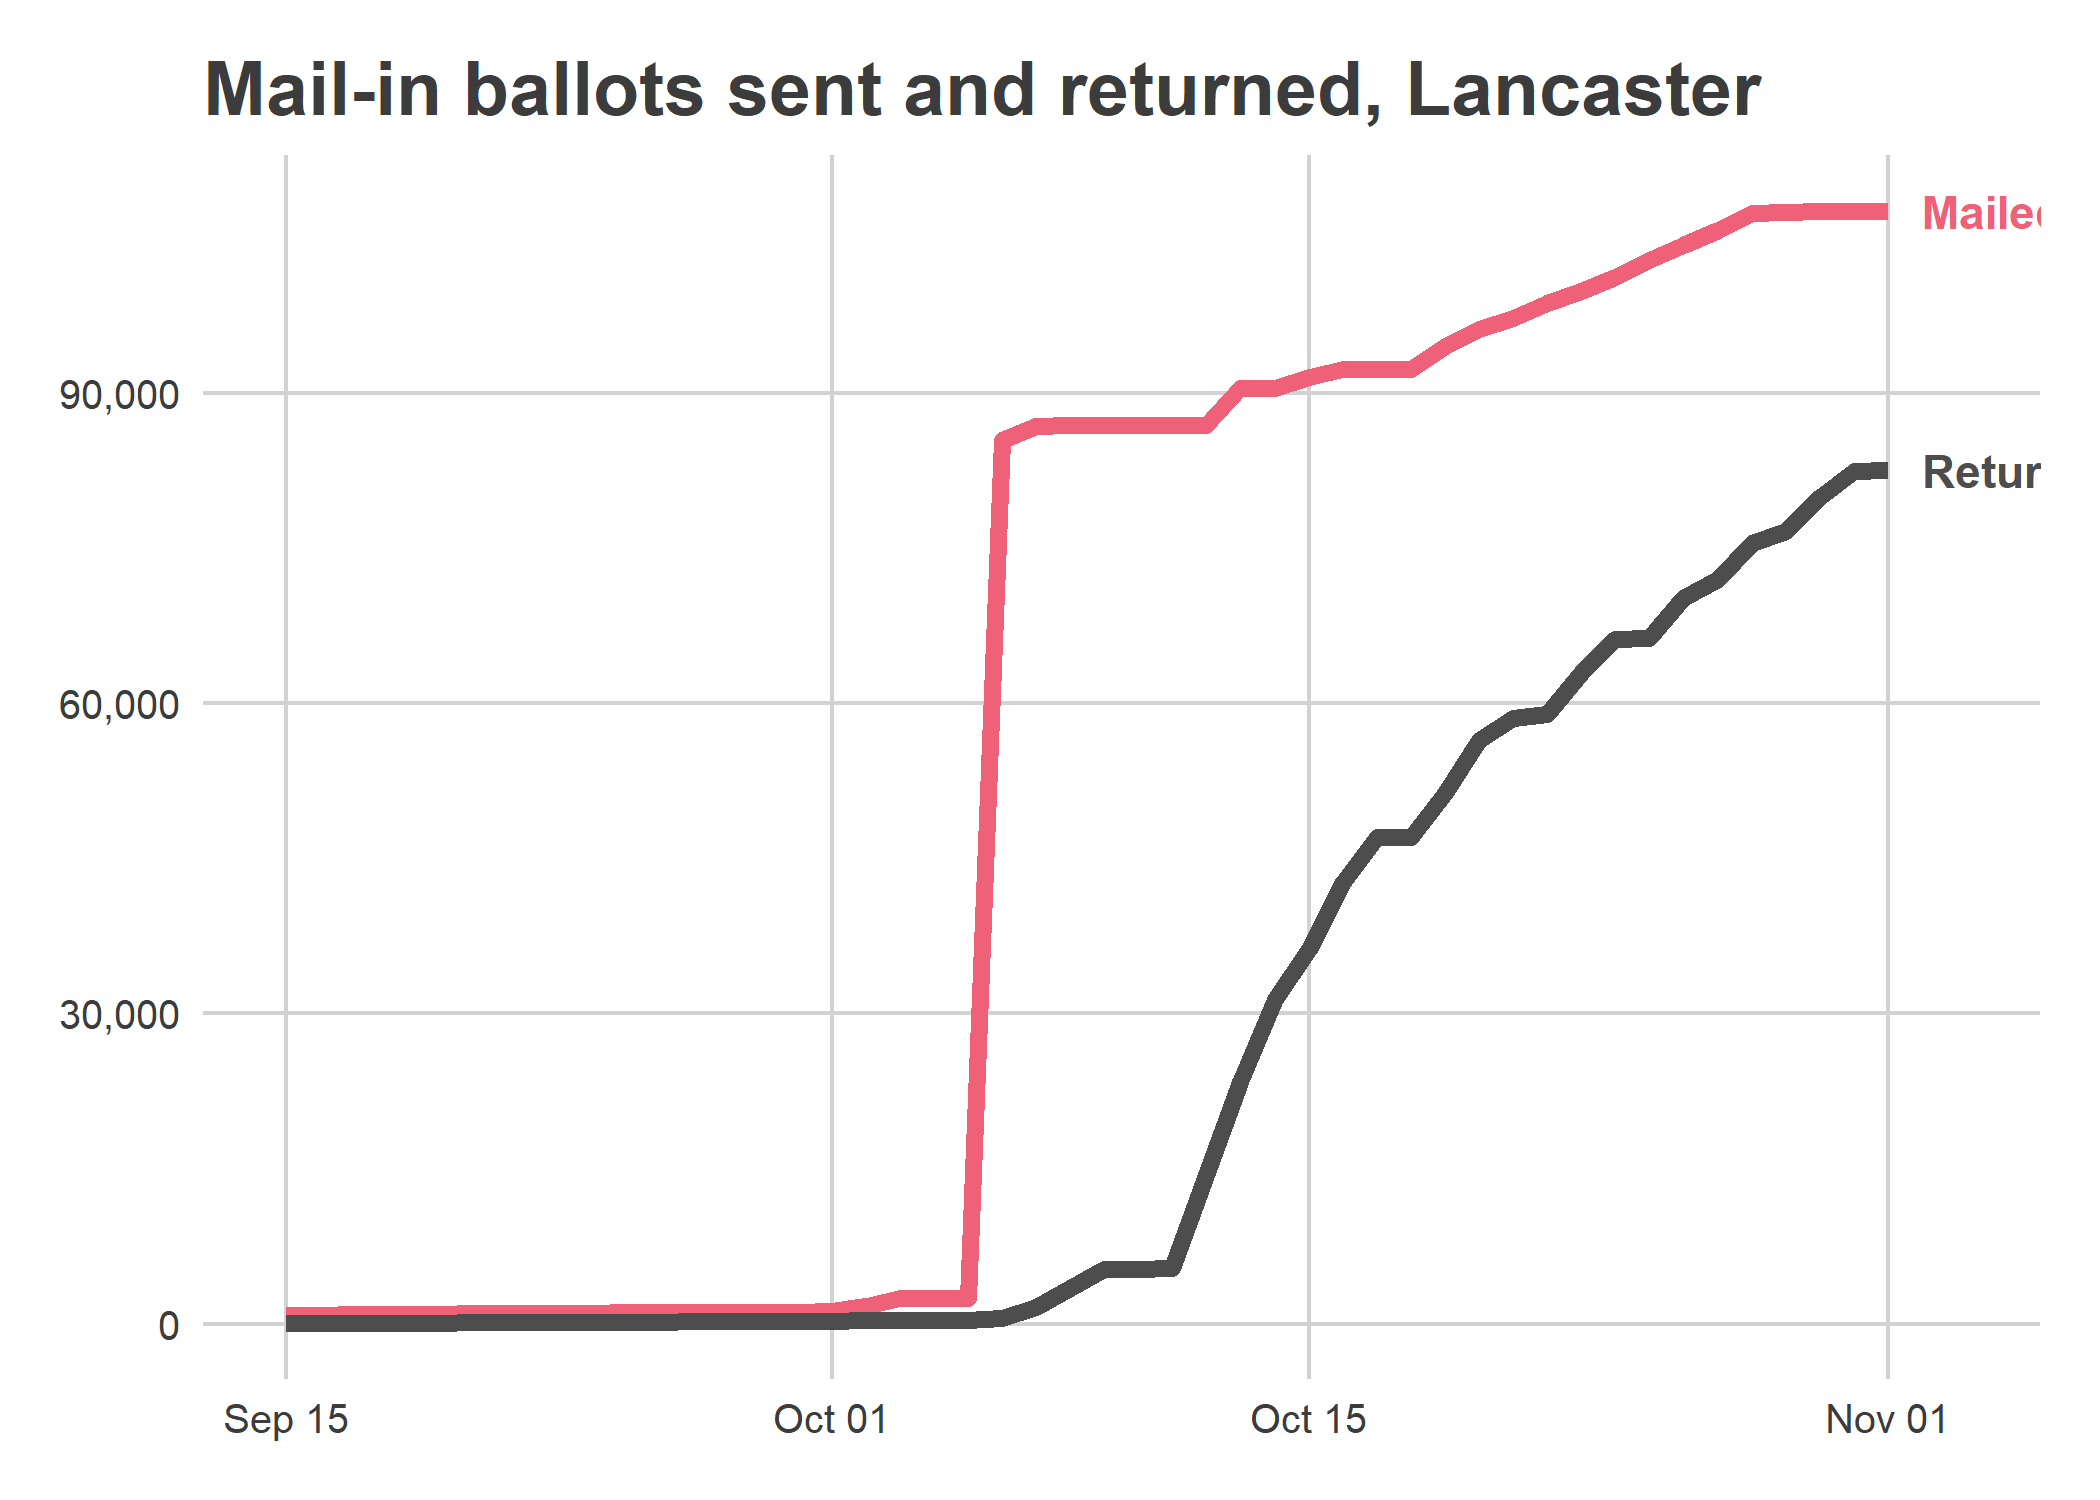 Mail-in ballots sent and returned, Lancaster
Maile
90,000
Retur
60,000
30,000
0
Sep 15 Oct 01 Oct 15 Nov 01